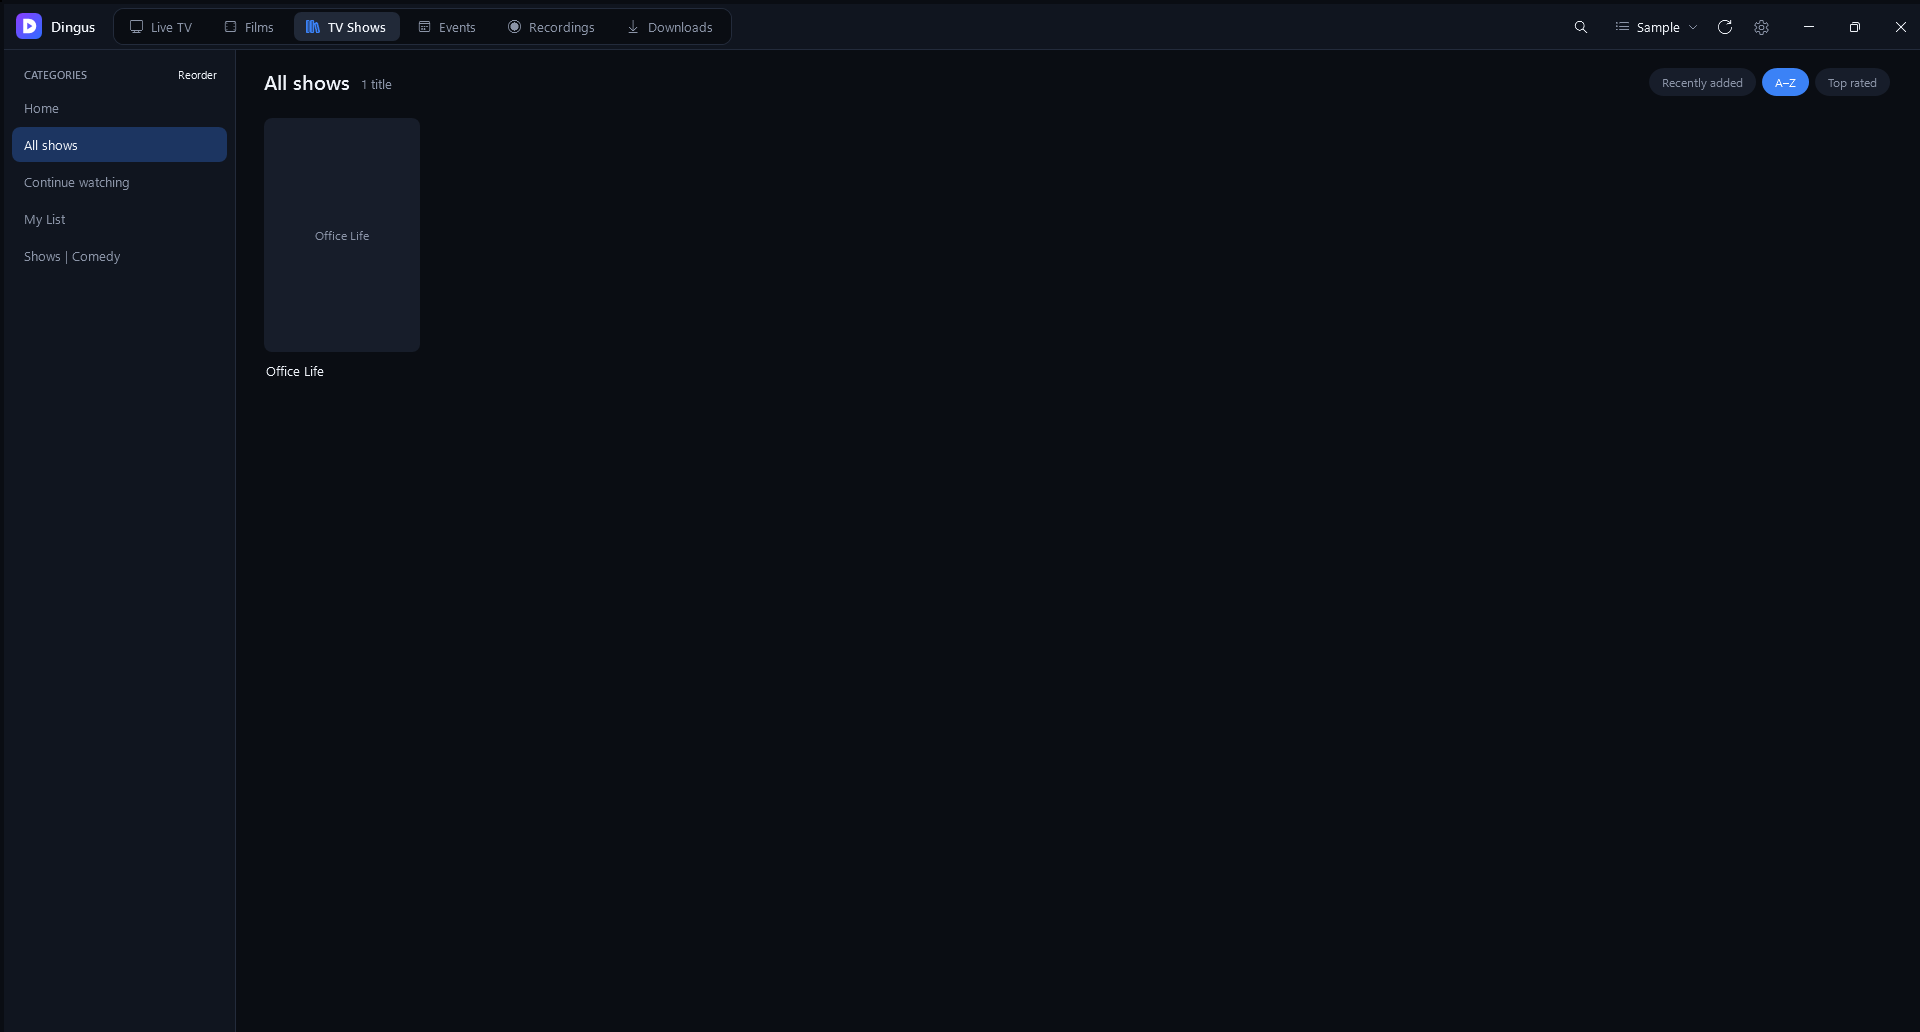 Dingus
Live TV
Films
TV Shows
Events
Recordings
Downloads
Sample
CATEGORIES
Reorder
Home
All shows
Continue watching
My List
Shows | Comedy
All shows
1 title
Recently added
A–Z
Top rated
Office Life
Office Life